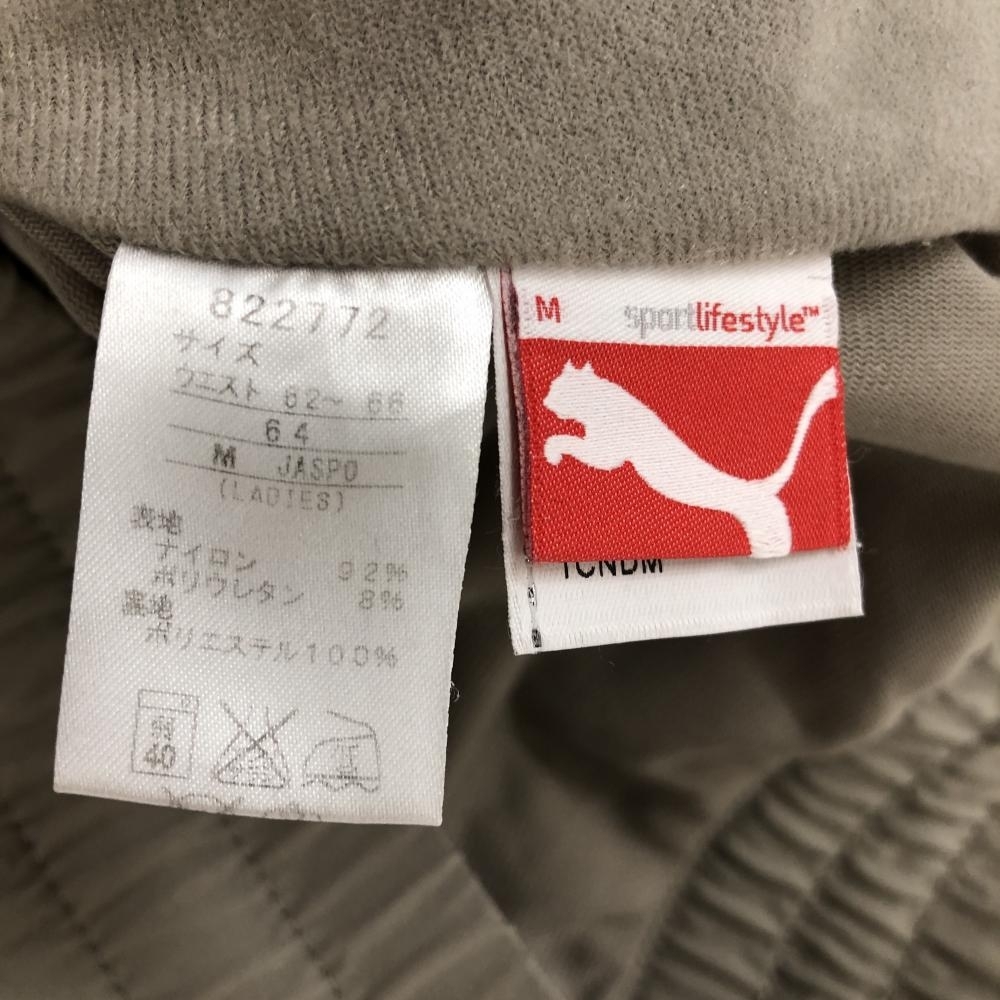 822772
サイズ
ウエスト 62～ 66
64
M JASPO
(LADIES)
表地
ナイロン 92%
ポリウレタン 8%
裏地
ポリエステル100%
弱
40
M sportlifestyle™